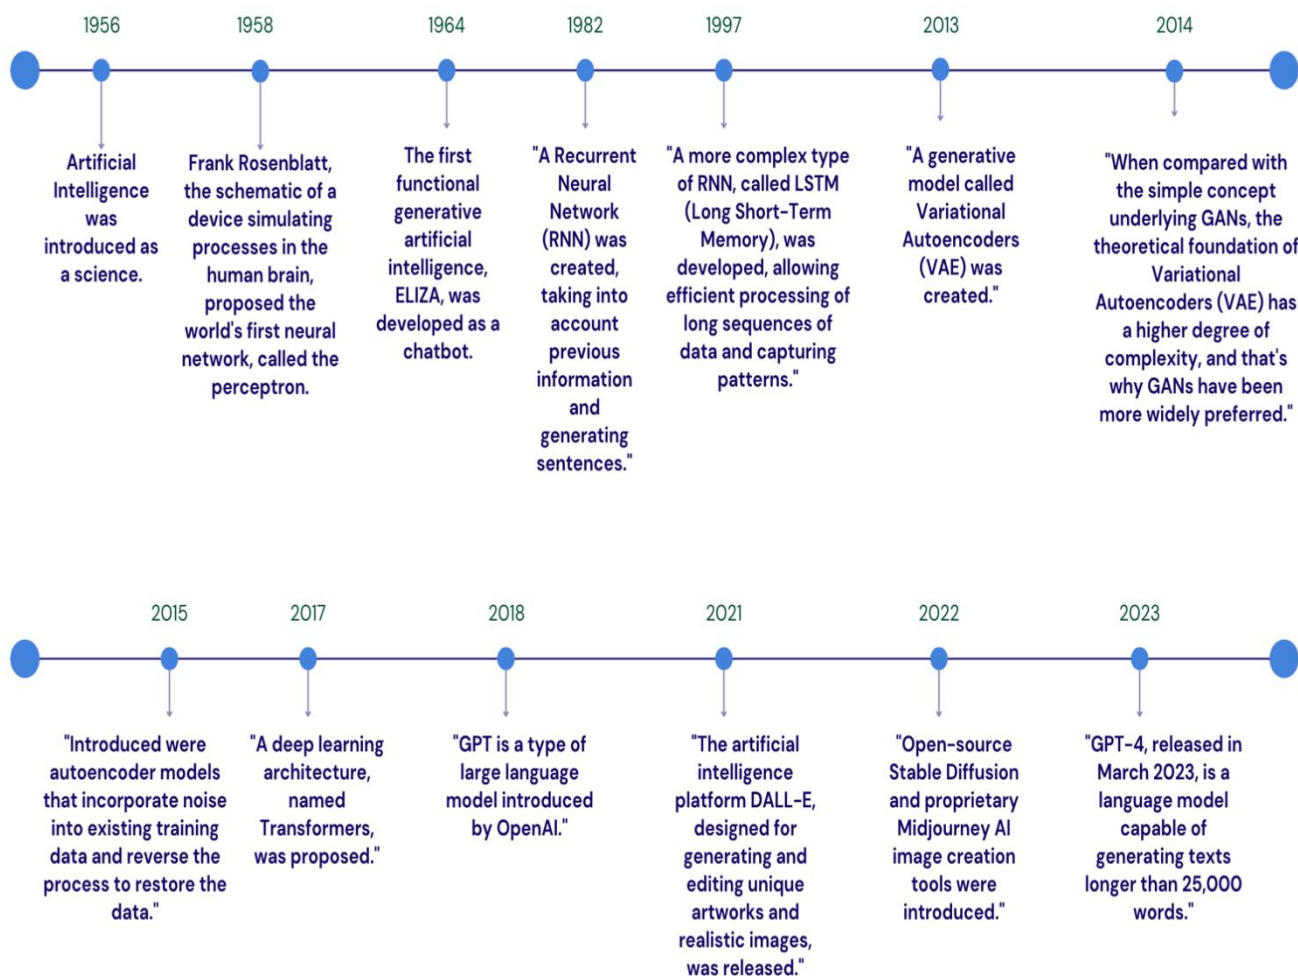 1956
1958
1964
1982
1997
2013
2014
Artificial
Intelligence
was
introduced as
a science.
Frank Rosenblatt,
the schematic of a
device simulating
processes in the
human brain,
proposed the
world's first neural
network, called the
perceptron.
The first
functional
generative
artificial
intelligence,
ELIZA, was
developed as a
chatbot.
"A Recurrent
Neural
Network
(RNN) was
created,
taking into
account
previous
information
and
generating
sentences."
"A more complex type
of RNN, called LSTM
(Long Short-Term
Memory), was
developed, allowing
efficient processing of
long sequences of
data and capturing
patterns."
"A generative
model called
Variational
Autoencoders
(VAE) was
created."
"When compared with
the simple concept
underlying GANs, the
theoretical foundation of
Variational
Autoencoders (VAE) has
a higher degree of
complexity, and that's
why GANs have been
more widely preferred."
2015
2017
2018
2021
2022
2023
"Introduced were
autoencoder models
that incorporate noise
into existing training
data and reverse the
process to restore the
data."
"A deep learning
architecture,
named
Transformers,
was proposed."
"GPT is a type of
large language
model introduced
by OpenAI."
"The artificial
intelligence
platform DALL-E,
designed for
generating and
editing unique
artworks and
realistic images,
was released."
"Open-source
Stable Diffusion
and proprietary
Midjourney AI
image creation
tools were
introduced."
"GPT-4, released in
March 2023, is a
language model
capable of
generating texts
longer than 25,000
words."